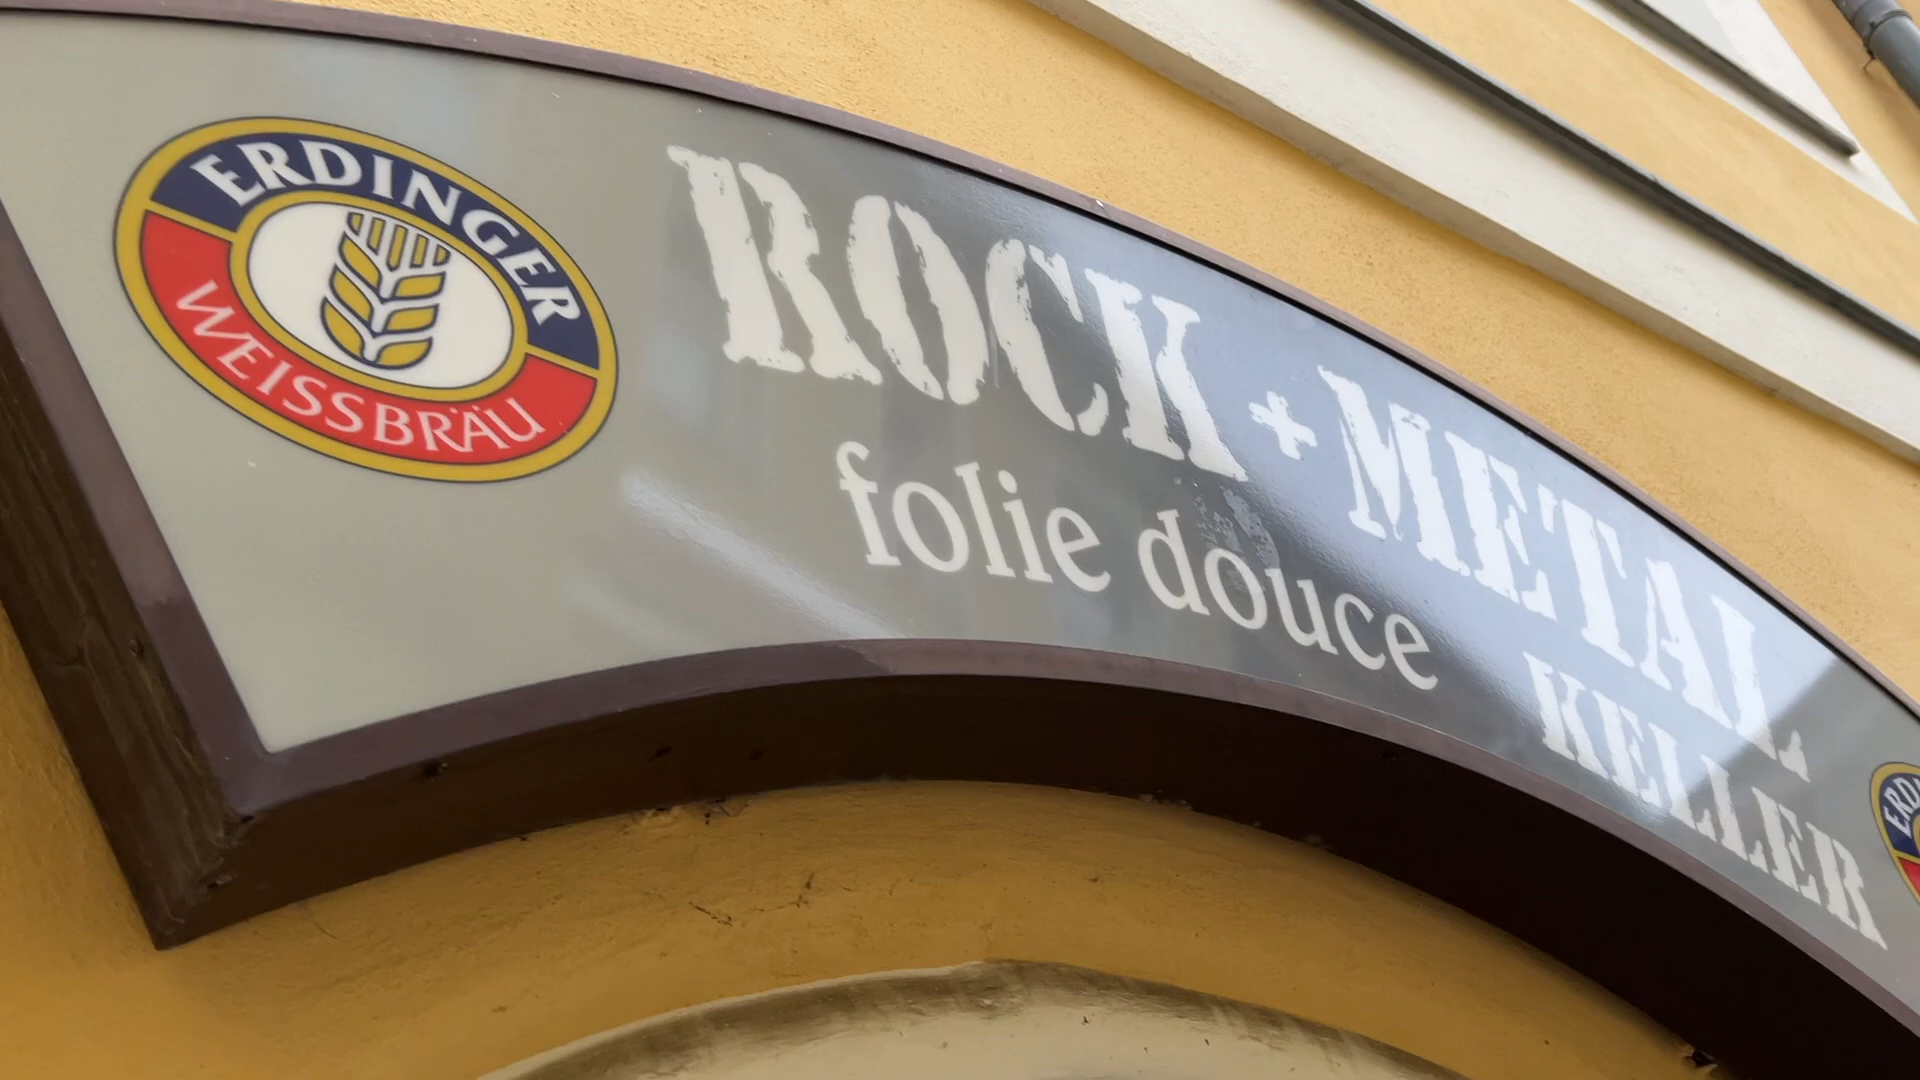 ERDINGER
WEISSBRÄU
ROCK + METAL
folie douce
KELLER